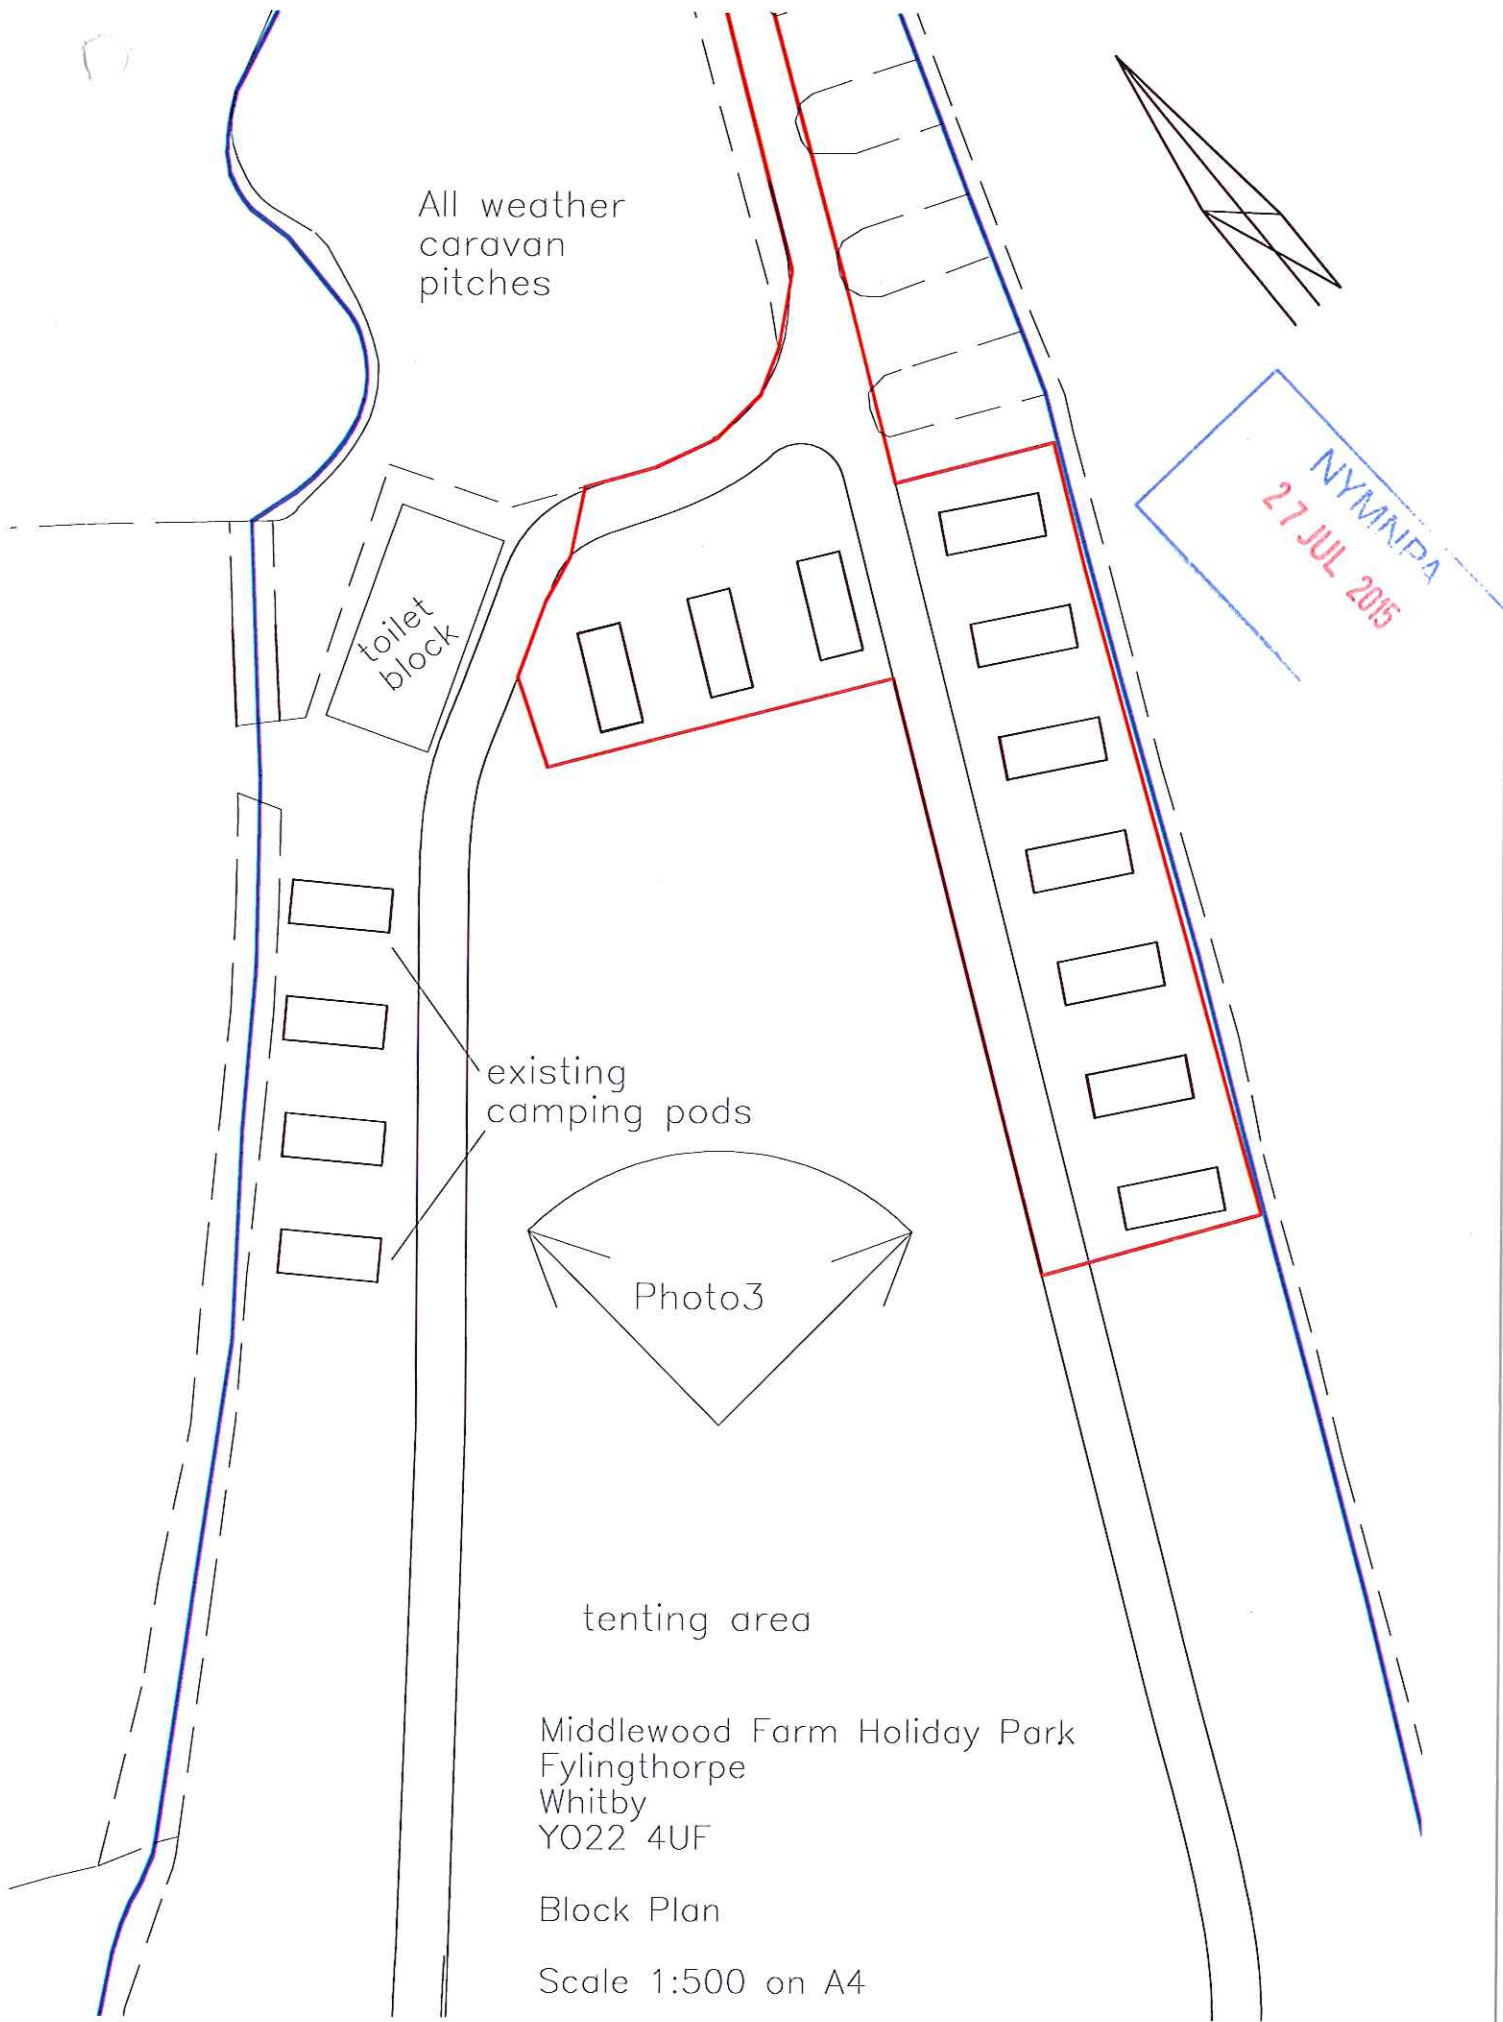 All weather
caravan
pitches
NYMNPA
27 JUL 2015
toilet
block
existing
camping pods
Photo3
tenting area
Middlewood Farm Holiday Park
Fylingthorpe
Whitby
YO22 4UF
Block Plan
Scale 1:500 on A4